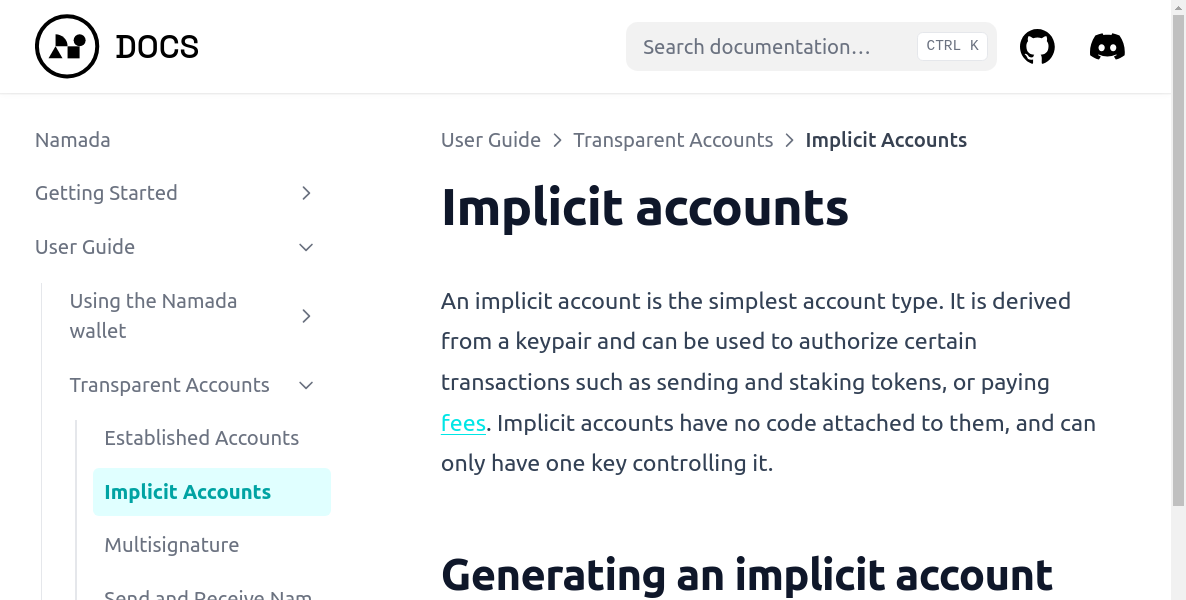 DOCS
Search documentation…
CTRL K
Namada
Getting Started
User Guide
Using the Namada
wallet
Transparent Accounts
Established Accounts
Implicit Accounts
Multisignature
Send and Receive Nam
User Guide > Transparent Accounts > Implicit Accounts
Implicit accounts
An implicit account is the simplest account type. It is derived
from a keypair and can be used to authorize certain
transactions such as sending and staking tokens, or paying
fees. Implicit accounts have no code attached to them, and can
only have one key controlling it.
Generating an implicit account